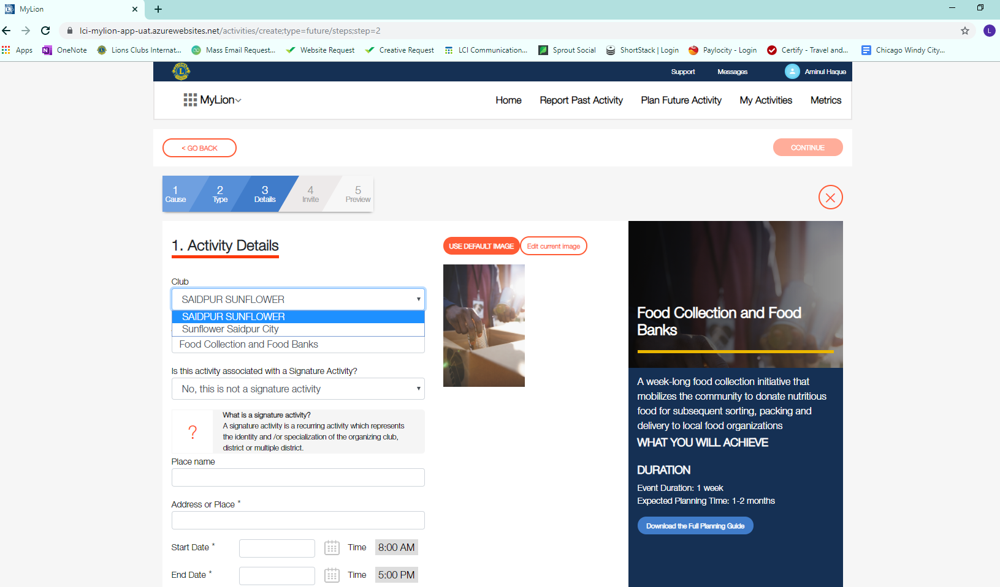 MyLion
lci-mylion-app-uat.azurewebsites.net/activities/create;type=future/steps;step=2
L
Apps
OneNote
Lions Clubs Internat...
Mass Email Request...
Website Request
Creative Request
LCI Communication...
Sprout Social
ShortStack | Login
Paylocity - Login
Certify - Travel and...
Chicago Windy City...
Support
Messages
Aminul Haque
MyLion
Home
Report Past Activity
Plan Future Activity
My Activities
Metrics
< GO BACK
CONTINUE
1
Cause
2
Type
3
Details
4
Invite
5
Preview
1. Activity Details
USE DEFAULT IMAGE
Edit current image
Club
SAIDPUR SUNFLOWER
SAIDPUR SUNFLOWER
Sunflower Saidpur City
Food Collection and Food Banks
Is this activity associated with a Signature Activity?
No, this is not a signature activity
?
What is a signature activity?
A signature activity is a recurring activity which represents
the identity and /or specialization of the organizing club,
district or multiple district.
Place name
Address or Place *
Start Date *
Time
8:00 AM
End Date *
Time
5:00 PM
Food Collection and Food
Banks
A week-long food collection initiative that
mobilizes the community to donate nutritious
food for subsequent sorting, packing and
delivery to local food organizations
WHAT YOU WILL ACHIEVE
DURATION
Event Duration: 1 week
Expected Planning Time: 1-2 months
Download the Full Planning Guide